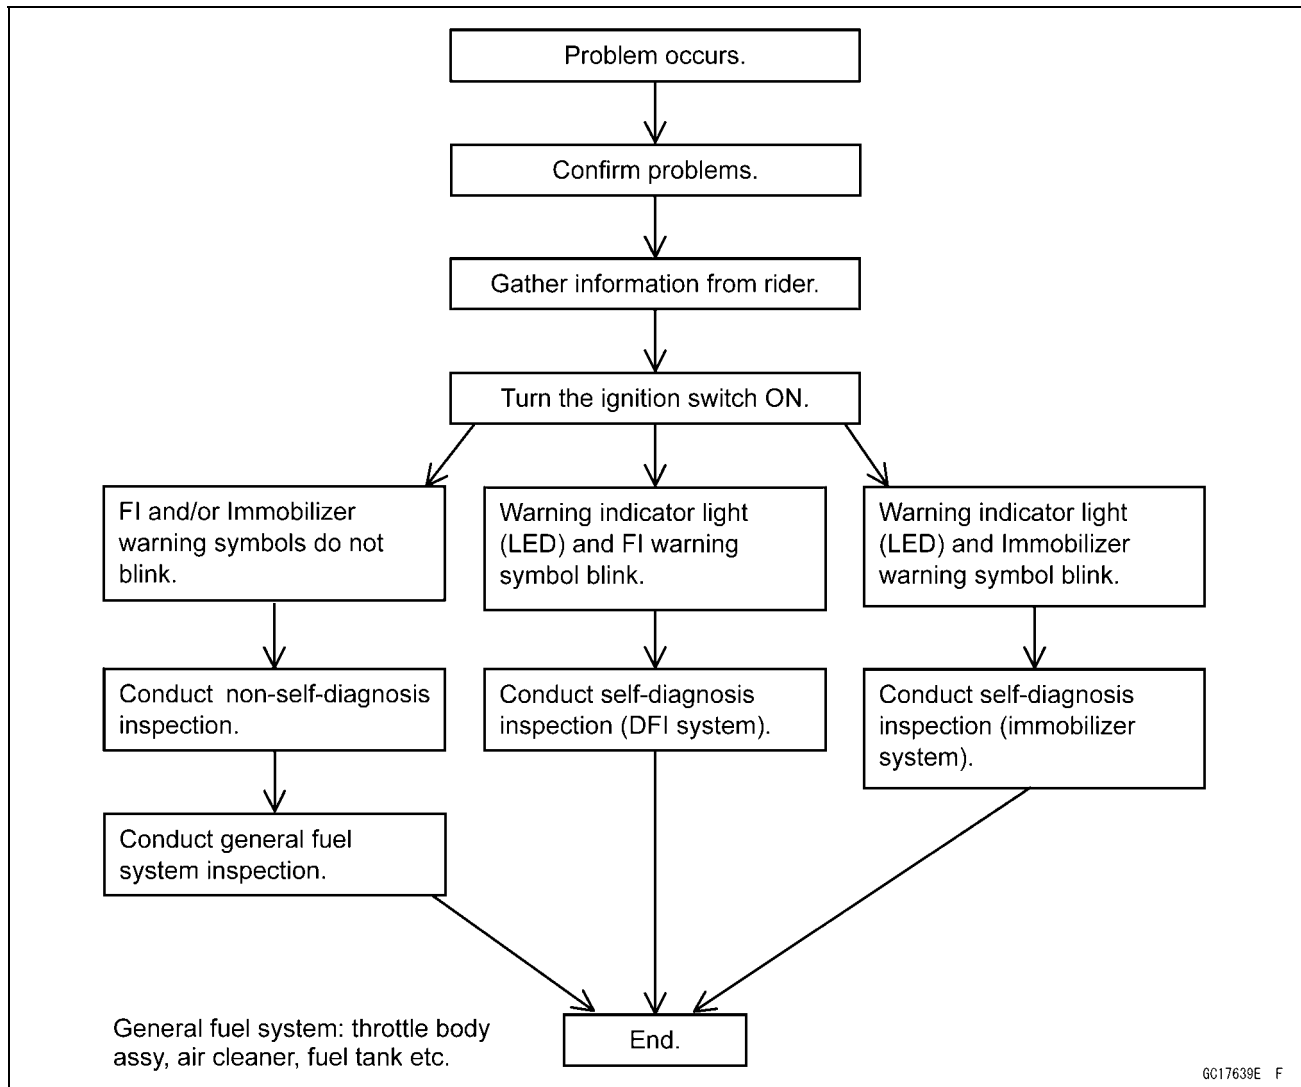 Problem occurs.
Confirm problems.
Gather information from rider.
Turn the ignition switch ON.
FI and/or Immobilizer
warning symbols do not
blink.
Warning indicator light
(LED) and FI warning
symbol blink.
Warning indicator light
(LED) and Immobilizer
warning symbol blink.
Conduct non-self-diagnosis
inspection.
Conduct self-diagnosis
inspection (DFI system).
Conduct self-diagnosis
inspection (immobilizer
system).
Conduct general fuel
system inspection.
General fuel system: throttle body
assy, air cleaner, fuel tank etc.
End.
GC17639E F